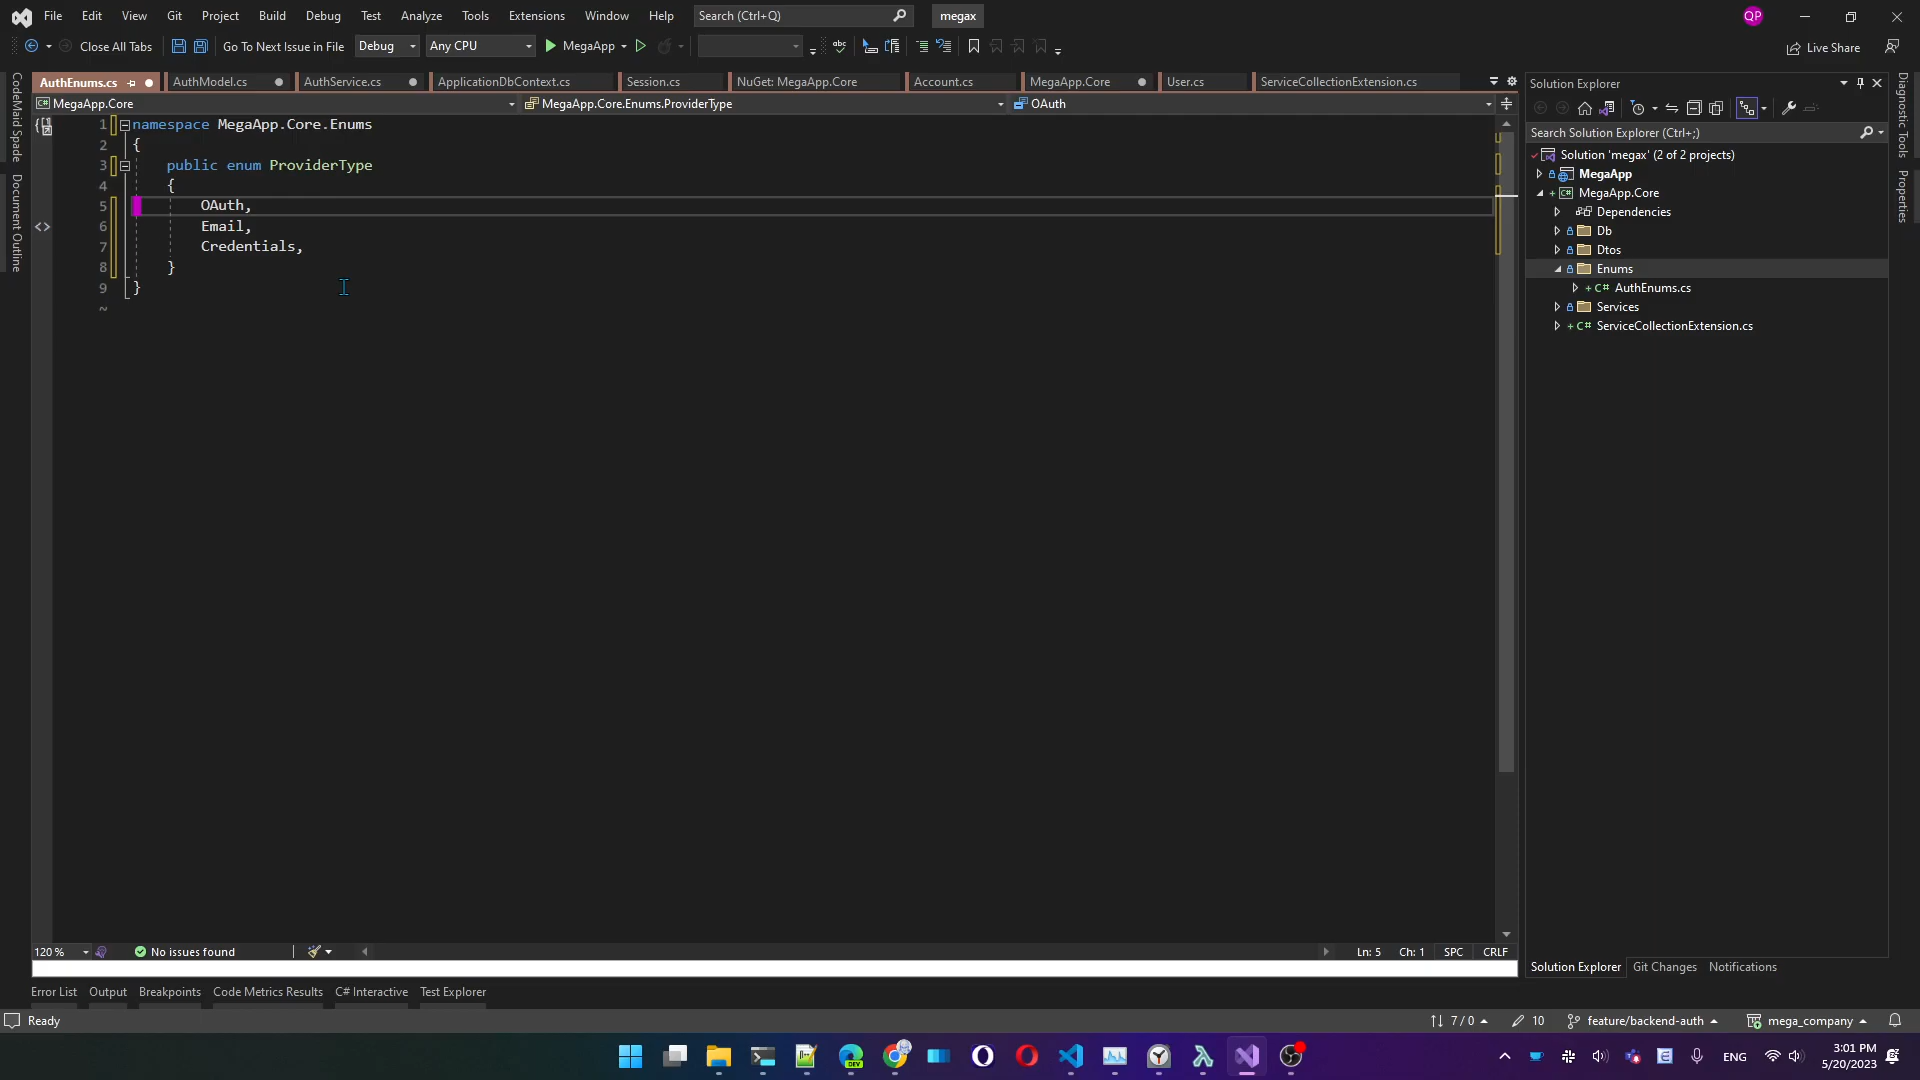 File Edit View Git Project Build Debug Test Analyze Tools Extensions Window Help Search (Ctrl+Q) megax QP
Close All Tabs Go To Next Issue in File Debug Any CPU MegaApp Live Share
AuthEnums.cs AuthModel.cs AuthService.cs ApplicationDbContext.cs Session.cs NuGet: MegaApp.Core Account.cs MegaApp.Core User.cs ServiceCollectionExtension.cs
MegaApp.Core MegaApp.Core.Enums.ProviderType OAuth
CodeMaid Spade
Document Outline
1 namespace MegaApp.Core.Enums
2 {
3 public enum ProviderType
4 {
5 OAuth,
6 Email,
7 Credentials,
8 }
9 }
~
120 % No issues found Ln: 5 Ch: 1 SPC CRLF
Solution Explorer
Search Solution Explorer (Ctrl+;)
Solution 'megax' (2 of 2 projects)
MegaApp
MegaApp.Core
Dependencies
Db
Dtos
Enums
AuthEnums.cs
Services
ServiceCollectionExtension.cs
Solution Explorer Git Changes Notifications
Diagnostic Tools
Properties
Error List Output Breakpoints Code Metrics Results C# Interactive Test Explorer
Ready 7 / 0 10 feature/backend-auth mega_company
ENG 3:01 PM
5/20/2023